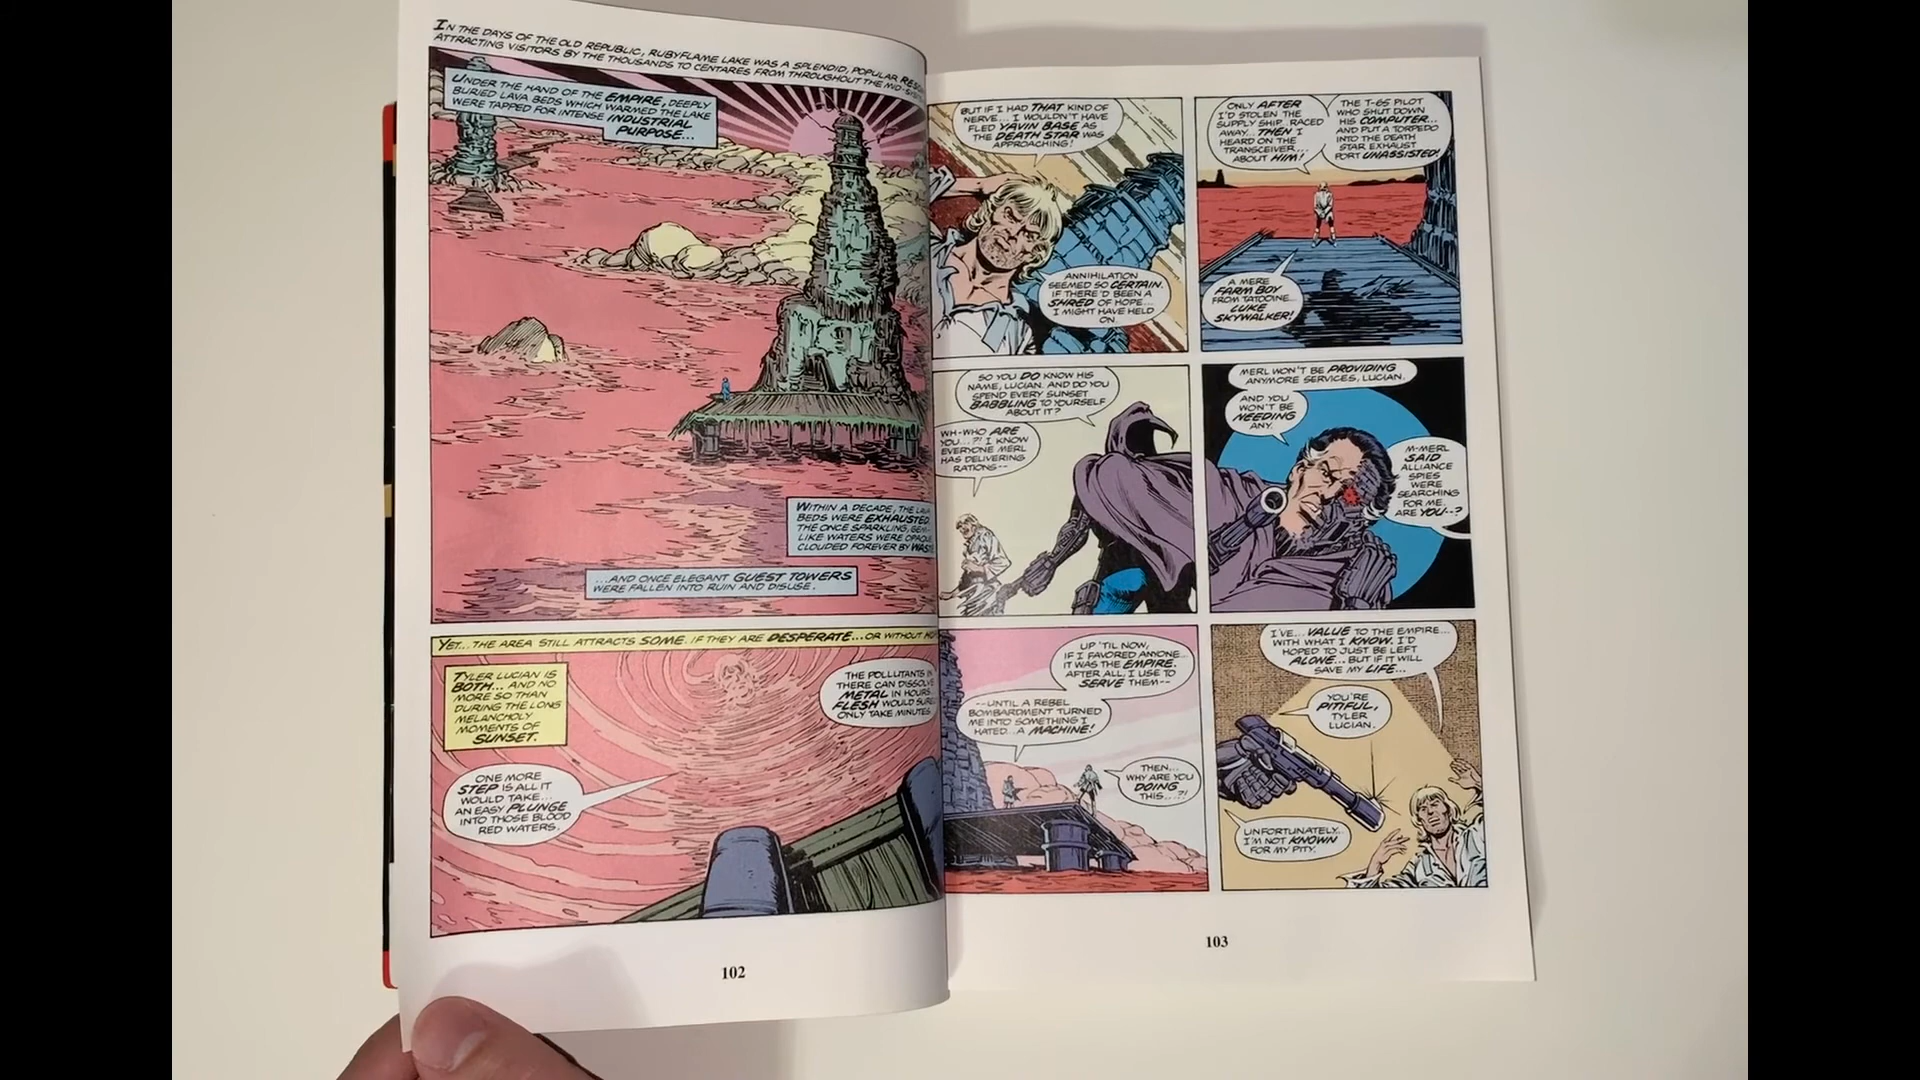 IN THE DAYS OF THE OLD REPUBLIC, RUBYFLAME LAKE WAS A SPLENDID, POPULAR
ATTRACTING VISITORS BY THE THOUSANDS TO CENTARES FROM THROUGHOUT THE
UNDER THE HAND OF THE EMPIRE, DEEPLY
BURIED LAVA BEDS WHICH WARMED THE LAKE
WERE TAPPED FOR INTENSE INDUSTRIAL
PURPOSE...
WITHIN A DECADE, THE
BEDS WERE EXHAUSTED.
THE ONCE SPARKLING,
LIKE WATERS WERE
CLOUDED FOREVER BY
...AND ONCE ELEGANT GUEST TOWERS
WERE FALLEN INTO RUIN AND DISUSE.
YET... THE AREA STILL ATTRACTS SOME. IF THEY ARE DESPERATE...OR WITHOUT
TYLER LUCIAN IS
BOTH... AND NO
MORE SO THAN
DURING THE LONG
MELANCHOLY
MOMENTS OF
SUNSET.
THE POLLUTANTS IN
THERE CAN DISSOLVE
METAL IN HOURS.
FLESH WOULD
ONLY TAKE MINUTES.
ONE MORE
STEP IS ALL IT
WOULD TAKE...
AN EASY PLUNGE
INTO THOSE BLOOD
RED WATERS.
102
BUT IF I HAD THAT KIND OF
NERVE... I WOULDN'T HAVE
FLED YAVIN BASE AS
THE DEATH STAR WAS
APPROACHING!
ANNIHILATION
SEEMED SO CERTAIN.
IF THERE'D BEEN A
SHRED OF HOPE...
I MIGHT HAVE HELD
ON.
ONLY AFTER
I'D STOLEN THE
SUPPLY SHIP...RACED
AWAY... THEN I
HEARD ON THE
TRANSCEIVER...
ABOUT HIM!
THE T-65 PILOT
WHO SHUT DOWN
HIS COMPUTER...
AND PUT A TORPEDO
INTO THE DEATH
STAR EXHAUST
PORT UNASSISTED!
A MERE
FARM BOY
FROM TATOOINE...
LUKE
SKYWALKER!
SO YOU DO KNOW HIS
NAME, LUCIAN. AND DO YOU
SPEND EVERY SUNSET
BABBLING TO YOURSELF
ABOUT IT?
WH-WHO ARE
YOU...?! I KNOW
EVERYONE MERL
HAS DELIVERING
RATIONS--
MERL WON'T BE PROVIDING
ANYMORE SERVICES, LUCIAN.
AND YOU
WON'T BE
NEEDING
ANY.
M-MERL
SAID
ALLIANCE
SPIES
WERE
SEARCHING
FOR ME.
ARE YOU--?
UP 'TIL NOW,
IF I FAVORED ANYONE...
IT WAS THE EMPIRE.
AFTER ALL, I USE TO
SERVE THEM--
--UNTIL A REBEL
BOMBARDMENT TURNED
ME INTO SOMETHING I
HATED...A MACHINE!
THEN...
WHY ARE YOU
DOING
THIS...?!
I'VE... VALUE TO THE EMPIRE...
WITH WHAT I KNOW. I'D
HOPED TO JUST BE LEFT
ALONE... BUT IF IT WILL
SAVE MY LIFE...
YOU'RE
PITIFUL,
TYLER
LUCIAN.
UNFORTUNATELY...
I'M NOT KNOWN
FOR MY PITY.
103